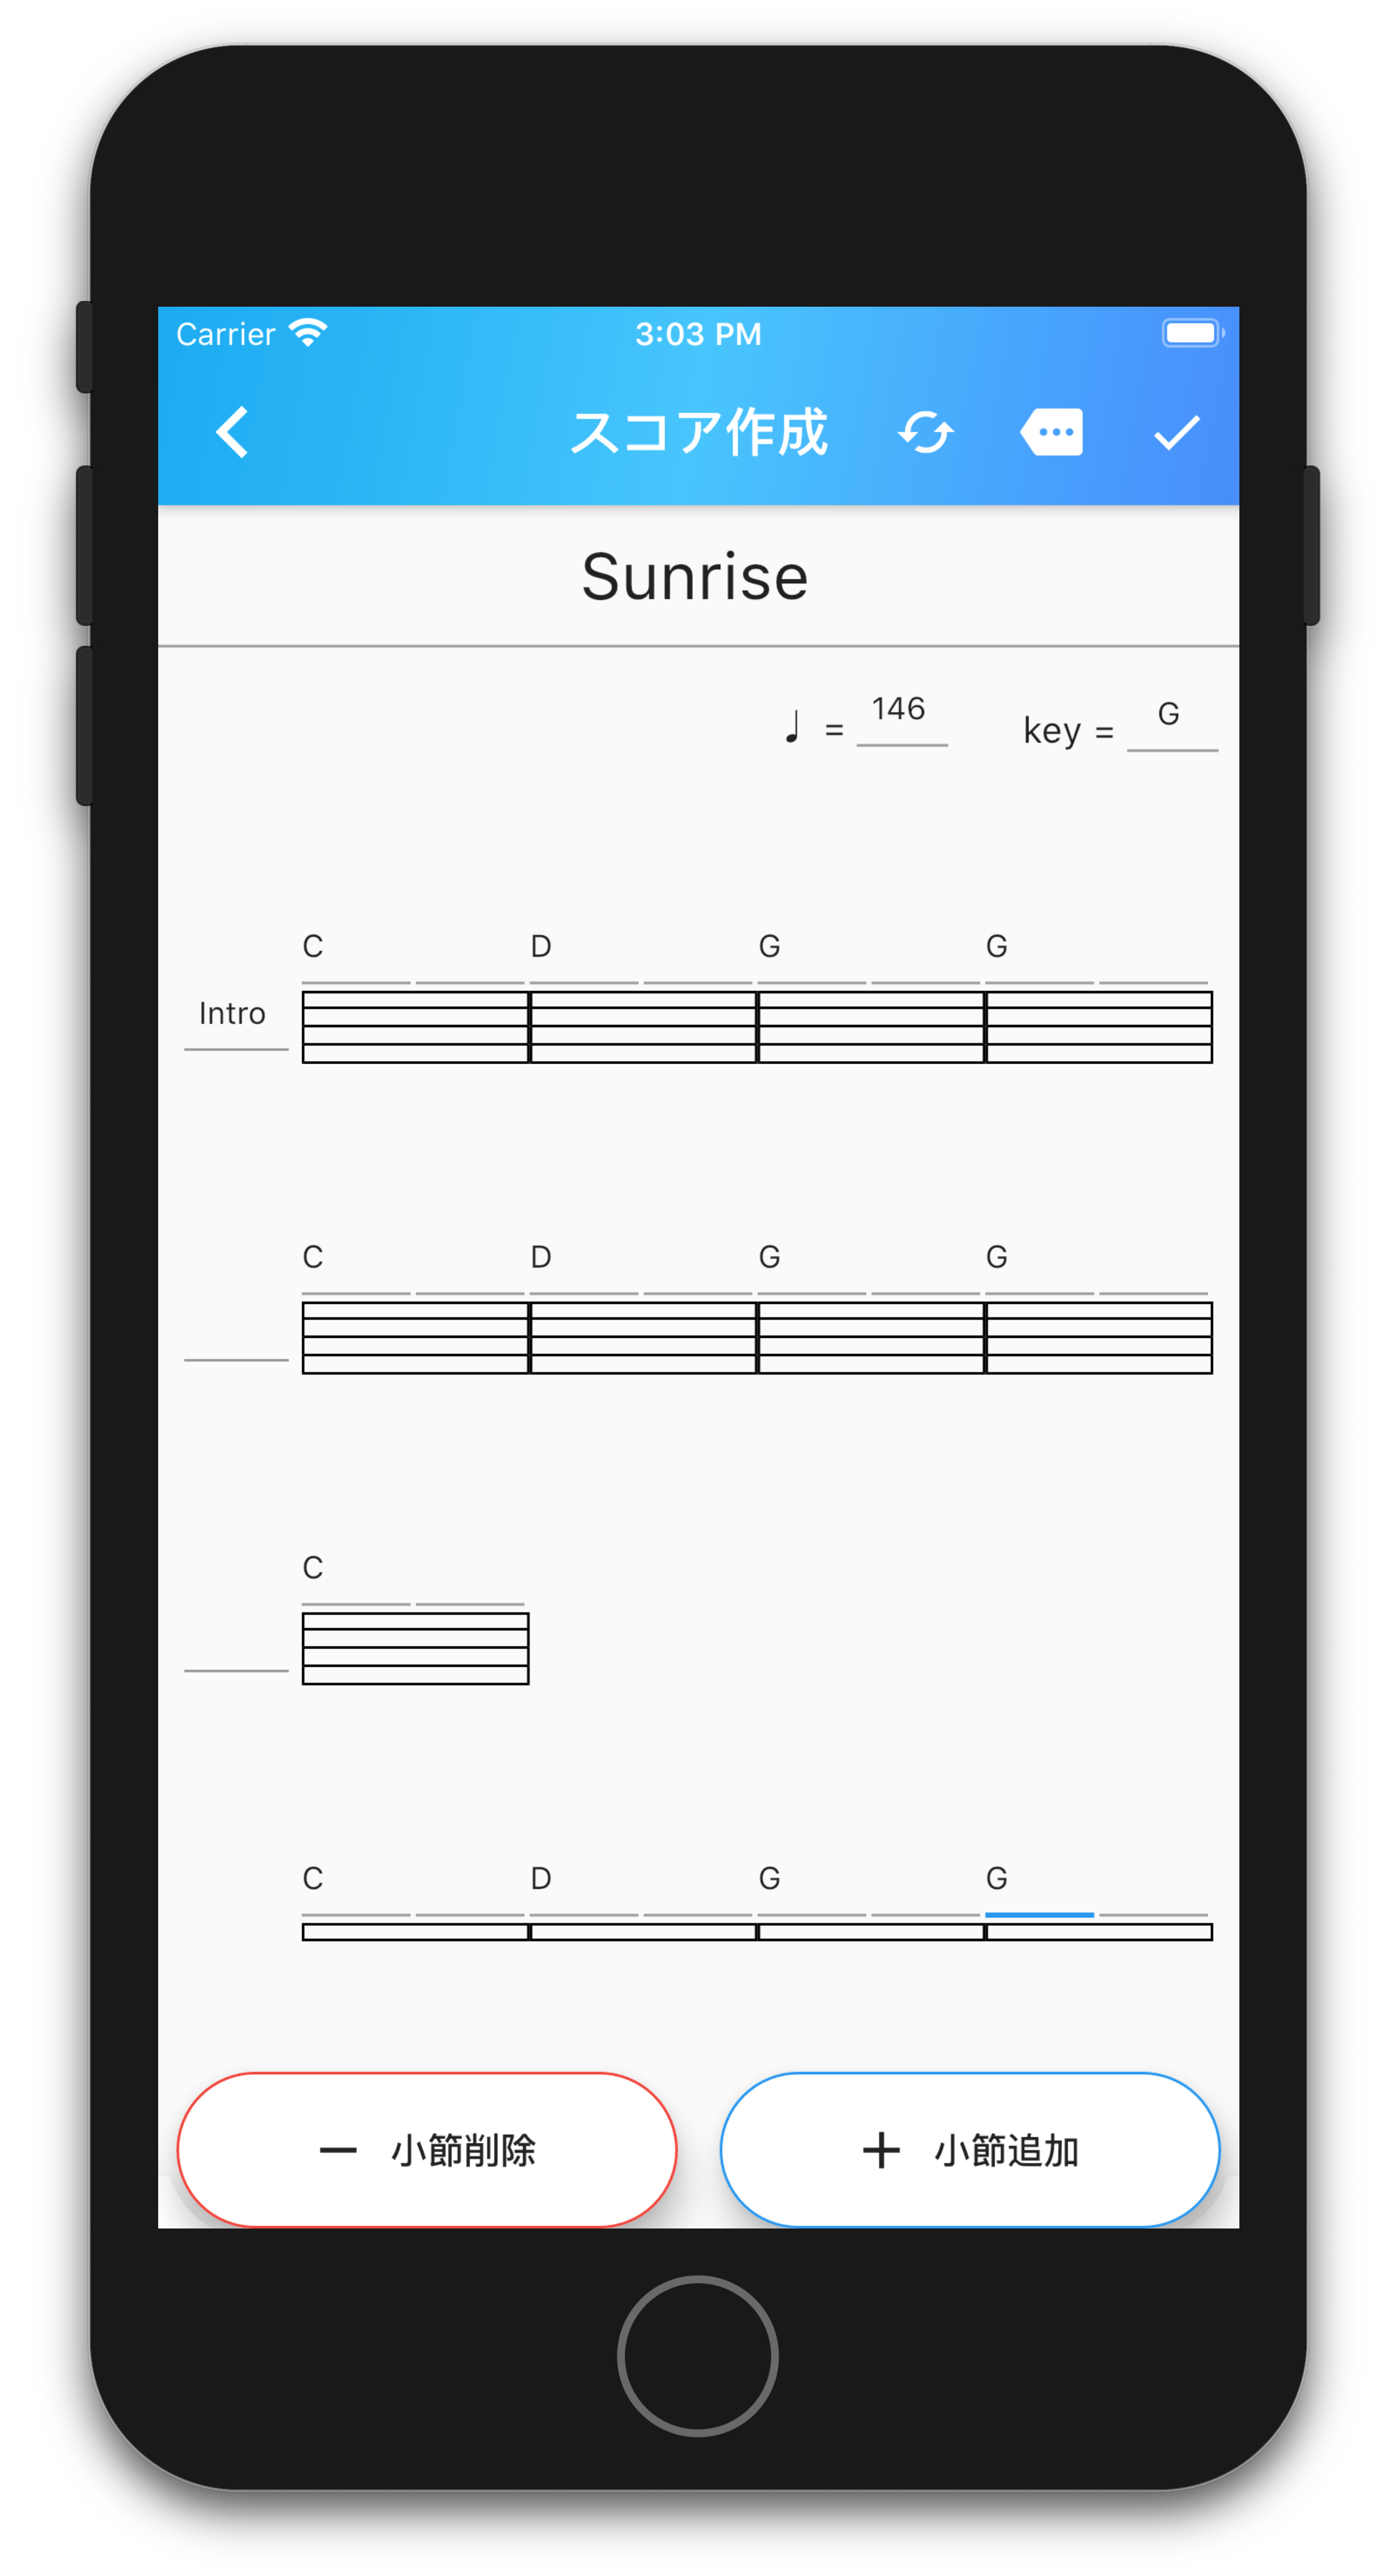 Carrier 3:03 PM
スコア作成
Sunrise
♩ = 146 key = G
C D G G
Intro
C D G G
C
C D G G
− 小節削除 + 小節追加